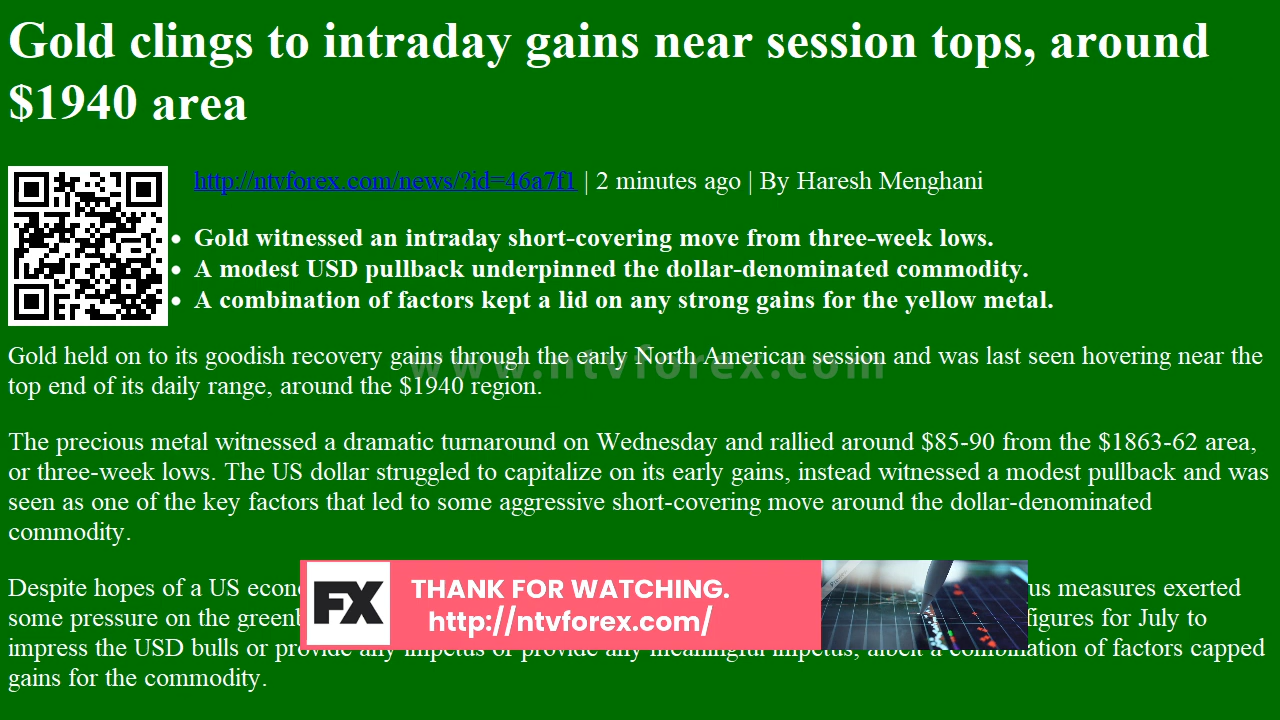 Gold clings to intraday gains near session tops, around
$1940 area
http://ntvforex.com/news/?id=46a7f1 | 2 minutes ago | By Haresh Menghani
Gold witnessed an intraday short-covering move from three-week lows.
A modest USD pullback underpinned the dollar-denominated commodity.
A combination of factors kept a lid on any strong gains for the yellow metal.
Gold held on to its goodish recovery gains through the early North American session and was last seen hovering near the
www.ntvforex.com
top end of its daily range, around the $1940 region.
The precious metal witnessed a dramatic turnaround on Wednesday and rallied around $85-90 from the $1863-62 area,
or three-week lows. The US dollar struggled to capitalize on its early gains, instead witnessed a modest pullback and was
seen as one of the key factors that led to some aggressive short-covering move around the dollar-denominated
commodity.
Despite hopes of a US measures exerted
FX THANK FOR WATCHING.
some pressure on the figures for July to
http://ntvforex.com/
impress the USD bulls or provide any impetus or provide any meaningful impetus, albeit a combination of factors capped
gains for the commodity.